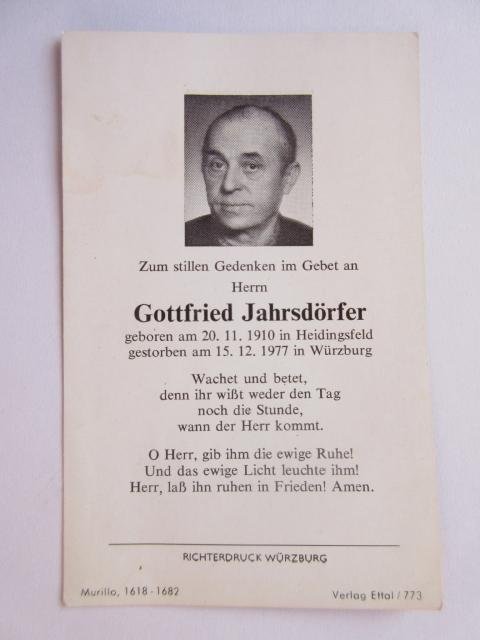 Zum stillen Gedenken im Gebet an
Herrn
Gottfried Jahrsdörfer
geboren am 20. 11. 1910 in Heidingsfeld
gestorben am 15. 12. 1977 in Würzburg
Wachet und betet,
denn ihr wißt weder den Tag
noch die Stunde,
wann der Herr kommt.
O Herr, gib ihm die ewige Ruhe!
Und das ewige Licht leuchte ihm!
Herr, laß ihn ruhen in Frieden! Amen.
RICHTERDRUCK WÜRZBURG
Murillo, 1618-1682 Verlag Ettal/773